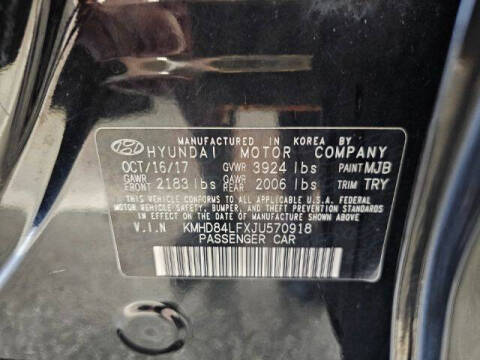 MANUFACTURED IN KOREA BY
HYUNDAI MOTOR COMPANY
OCT/16/17 GVWR 3924 lbs PAINT MJB
GAWR FRONT 2183 lbs GAWR REAR 2006 lbs TRIM TRY
THIS VEHICLE CONFORMS TO ALL APPLICABLE U.S.A. FEDERAL
MOTOR VEHICLE SAFETY, BUMPER, AND THEFT PREVENTION STANDARDS
IN EFFECT ON THE DATE OF MANUFACTURE SHOWN ABOVE.
V.I.N KMHD84LFXJU570918
PASSENGER CAR